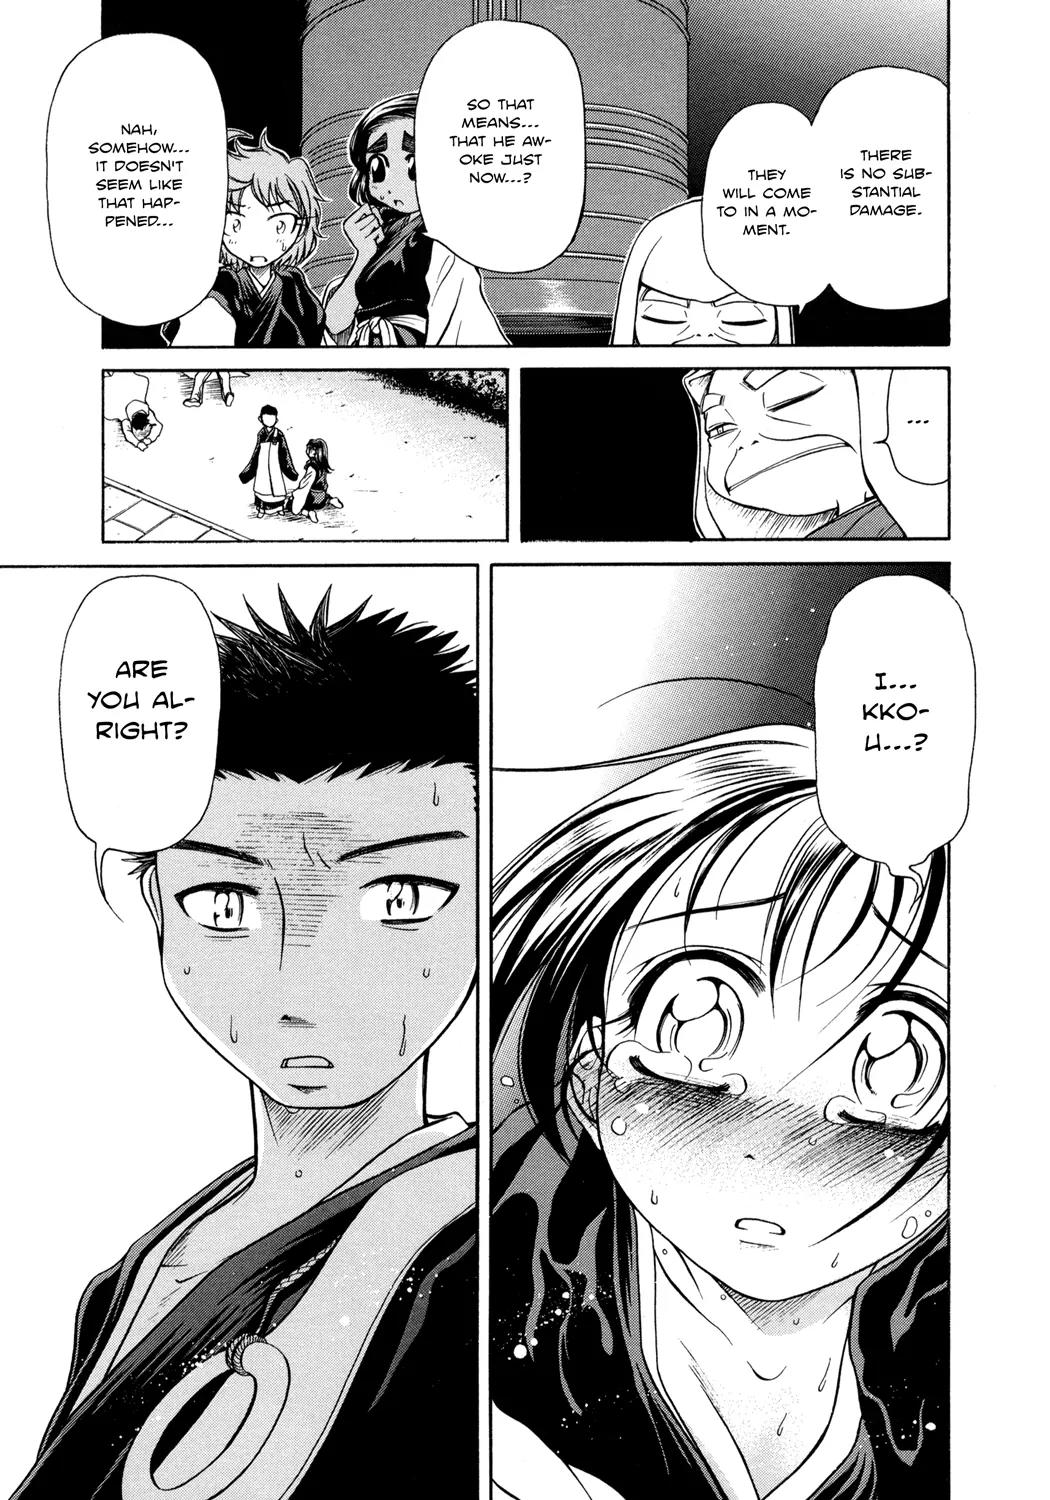 THERE
IS NO SUB-
STANTIAL
DAMAGE.
THEY
WILL COME
TO IN A MO-
MENT.
SO THAT
MEANS...
THAT HE AW-
OKE JUST
NOW...?
NAH,
SOMEHOW...
IT DOESN'T
SEEM LIKE
THAT HAP-
PENED...
...
I...
KKO-
U...?
ARE
YOU AL-
RIGHT?